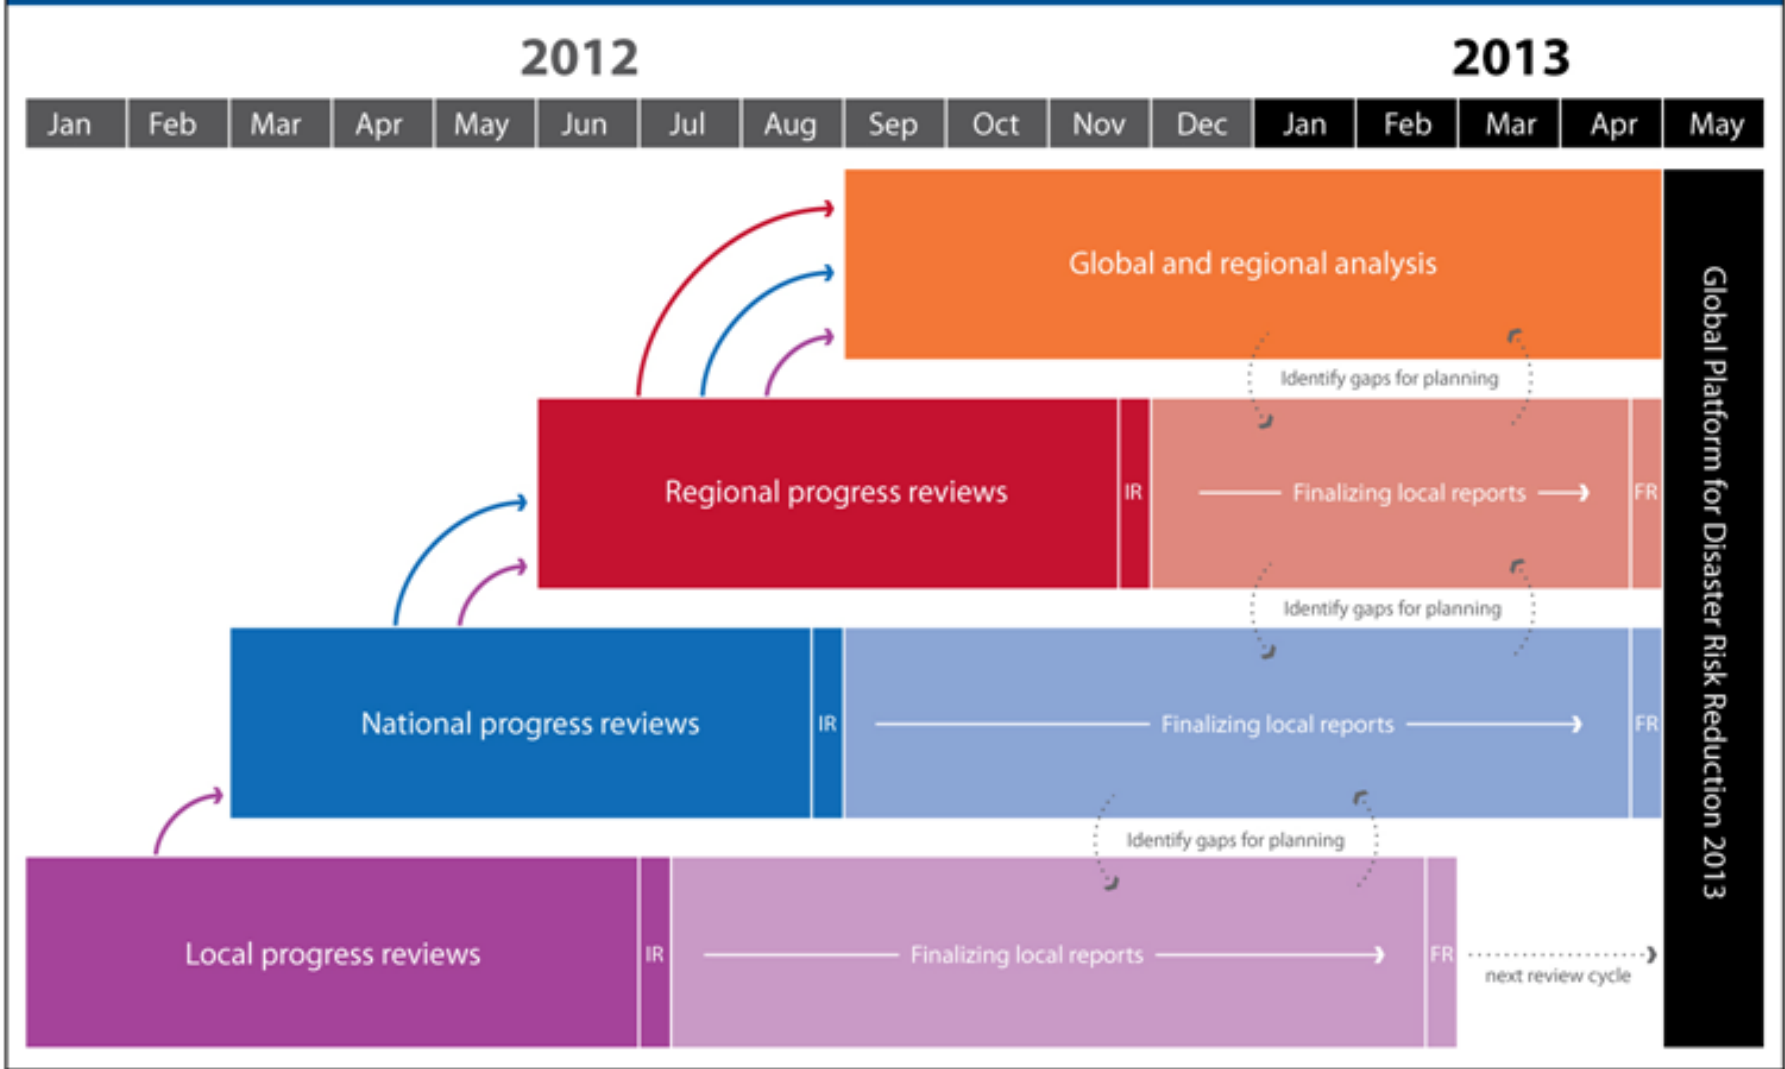 2012
2013
Jan Feb Mar Apr May Jun Jul Aug Sep Oct Nov Dec Jan Feb Mar Apr May
Global and regional analysis
Identify gaps for planning
Regional progress reviews
IR
Finalizing local reports
FR
Identify gaps for planning
National progress reviews
IR
Finalizing local reports
FR
Identify gaps for planning
Local progress reviews
IR
Finalizing local reports
FR
next review cycle
Global Platform for Disaster Risk Reduction 2013